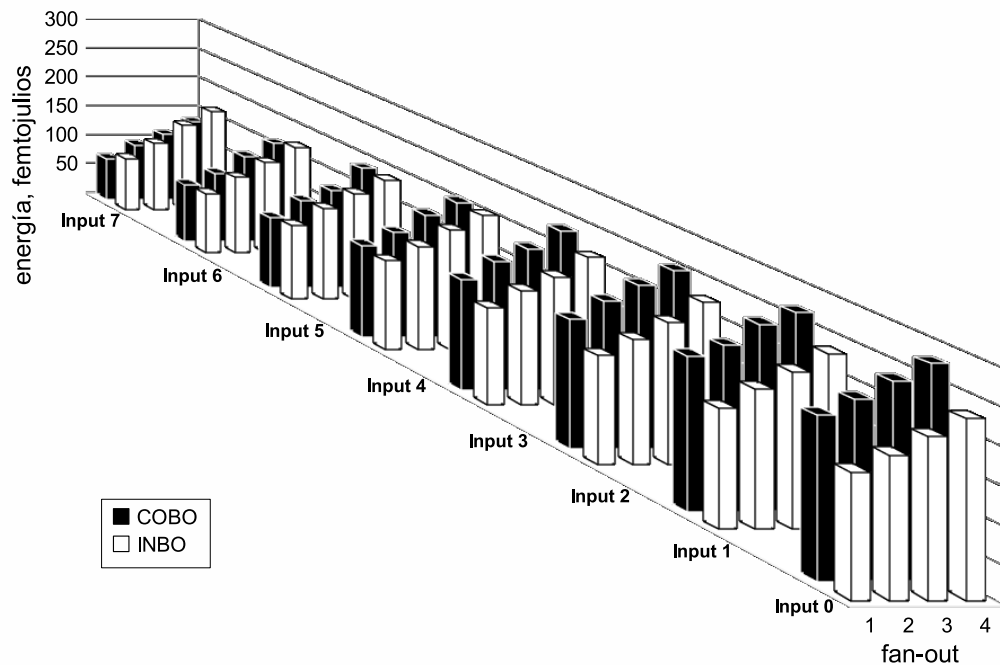 300
250
200
150
100
50
energía, femtojulios
Input 7
Input 6
Input 5
Input 4
Input 3
Input 2
Input 1
Input 0
COBO
INBO
1 2 3 4
fan-out